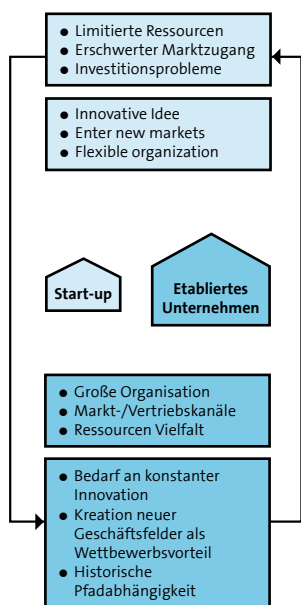 ● Limitierte Ressourcen
● Erschwerter Marktzugang
● Investitionsprobleme
● Innovative Idee
● Enter new markets
● Flexible organization
Start-up
Etabliertes
Unternehmen
● Große Organisation
● Markt-/Vertriebskanäle
● Ressourcen Vielfalt
● Bedarf an konstanter
Innovation
● Kreation neuer
Geschäftsfelder als
Wettbewerbsvorteil
● Historische
Pfadabhängigkeit